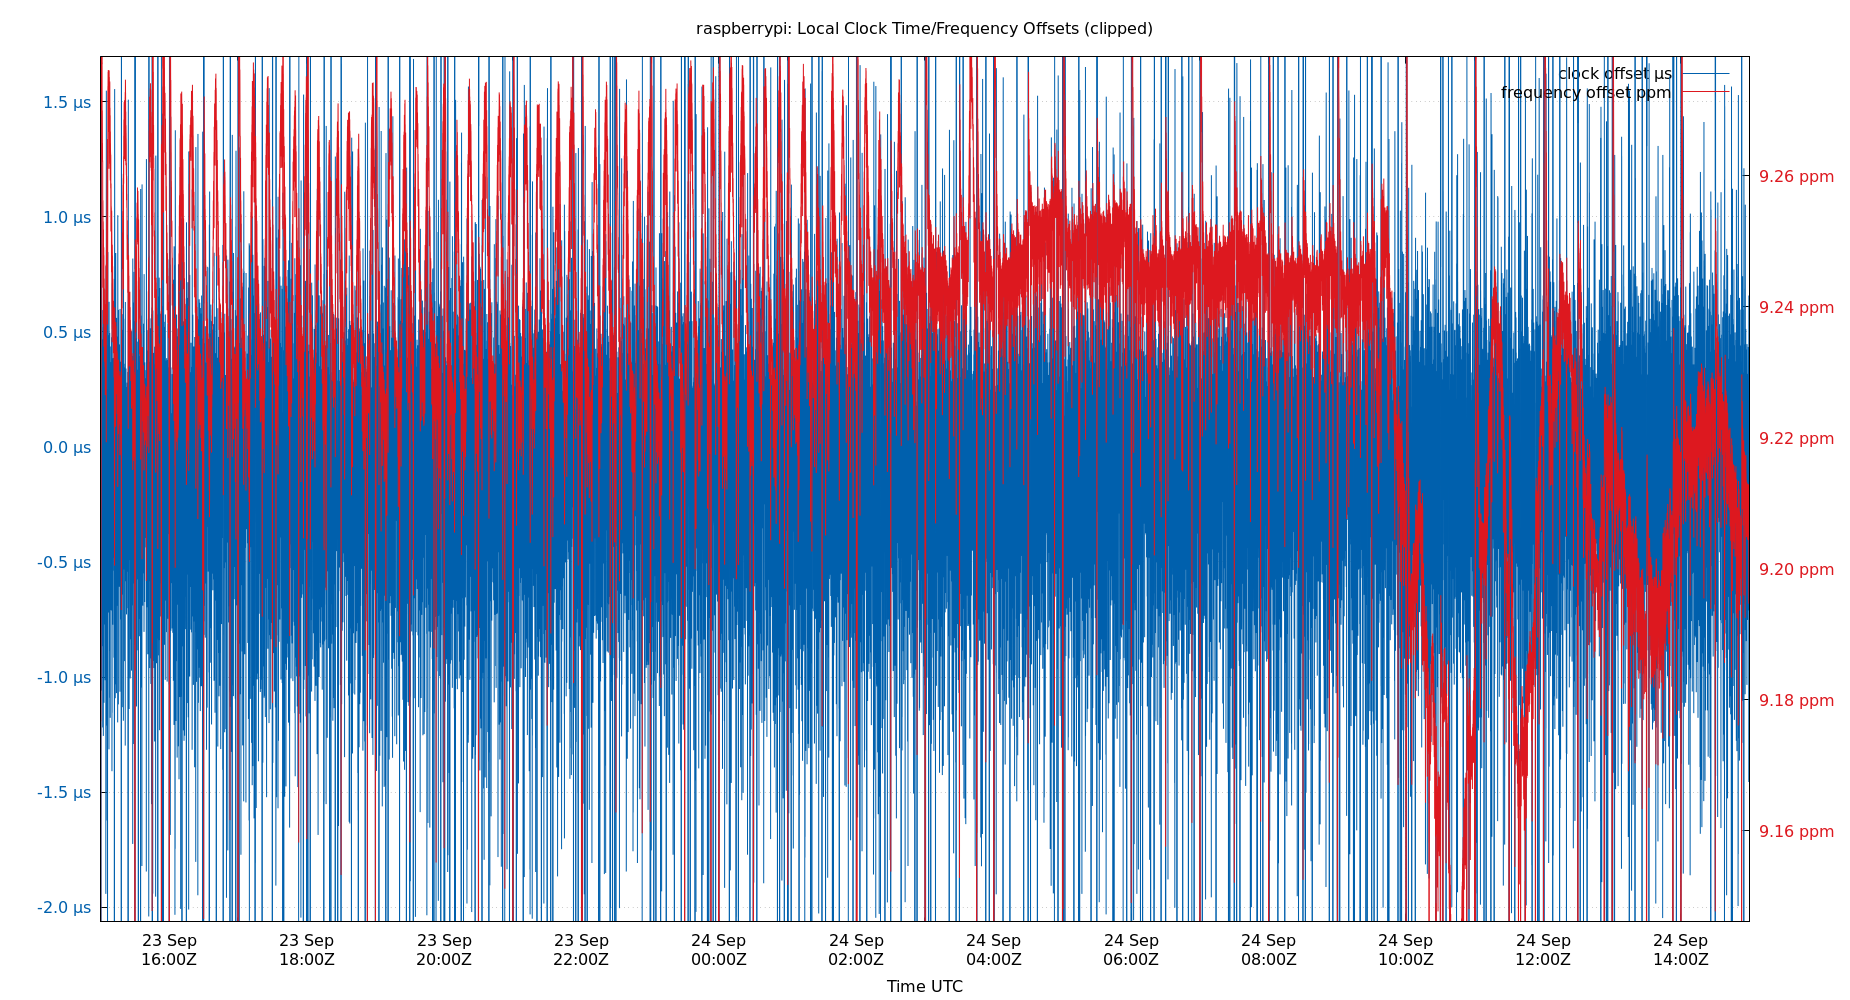 raspberrypi: Local Clock Time/Frequency Offsets (clipped)
clock offset µs
frequency offset ppm
1.5 µs
1.0 µs
0.5 µs
0.0 µs
-0.5 µs
-1.0 µs
-1.5 µs
-2.0 µs
9.26 ppm
9.24 ppm
9.22 ppm
9.20 ppm
9.18 ppm
9.16 ppm
23 Sep
16:00Z
23 Sep
18:00Z
23 Sep
20:00Z
23 Sep
22:00Z
24 Sep
00:00Z
24 Sep
02:00Z
24 Sep
04:00Z
24 Sep
06:00Z
24 Sep
08:00Z
24 Sep
10:00Z
24 Sep
12:00Z
24 Sep
14:00Z
Time UTC